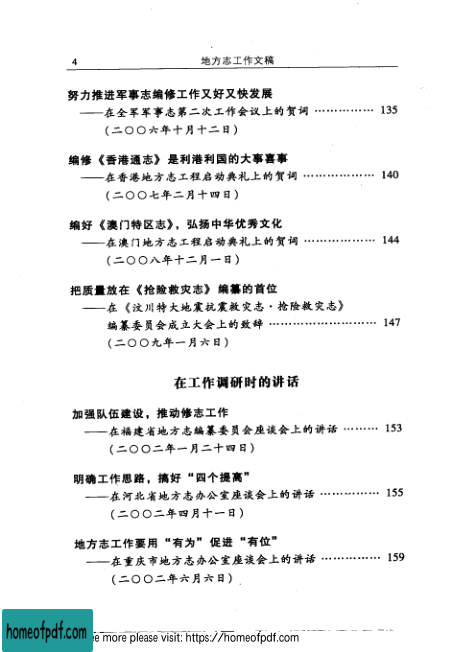 4 地方志工作文稿
努力推进军事志编修工作又好又快发展
——在全军军事志第二次工作会议上的贺词 …………… 135
(二〇〇六年十月十二日)
编修《香港通志》是利港利国的大事喜事
——在香港地方志工程启动典礼上的贺词 ……………… 140
(二〇〇七年二月十四日)
编好《澳门特区志》，弘扬中华优秀文化
——在澳门地方志工程启动典礼上的贺词 ……………… 144
(二〇〇八年十二月一日)
把质量放在《抢险救灾志》编纂的首位
——在《汶川特大地震抗震救灾志·抢险救灾志》
编纂委员会成立大会上的致辞 ……………………… 147
(二〇〇九年一月六日)
在工作调研时的讲话
加强队伍建设，推动修志工作
——在福建省地方志编纂委员会座谈会上的讲话 ……… 153
(二〇〇二年一月二十四日)
明确工作思路，搞好“四个提高”
——在河北省地方志办公室座谈会上的讲话 …………… 155
(二〇〇二年四月十一日)
地方志工作要用“有为”促进“有位”
——在重庆市地方志办公室座谈会上的讲话 …………… 159
(二〇〇二年六月六日)
homeofpdf.com
ee more please visit: https://homeofpdf.com